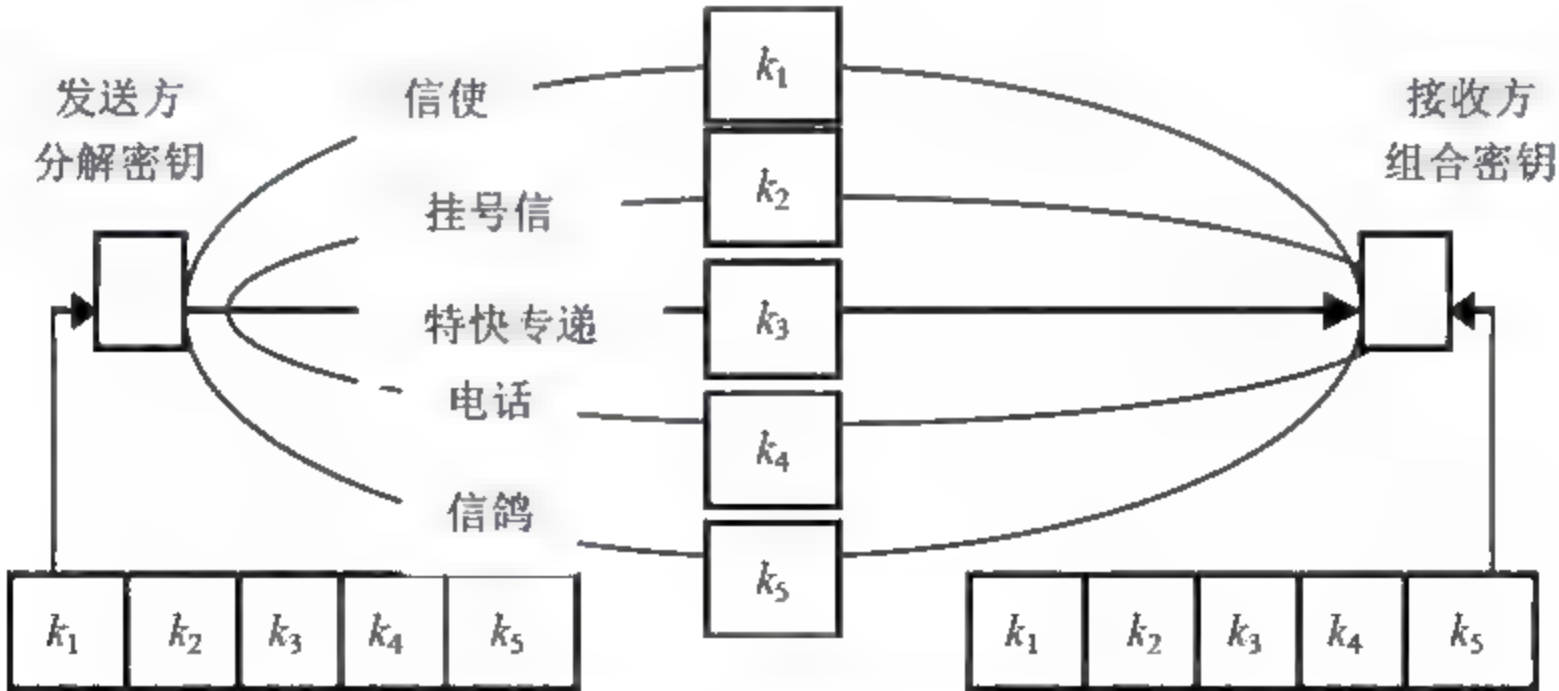 发送方
分解密钥
信使
挂号信
特快专递
电话
信鸽
k₁
k₂
k₃
k₄
k₅
接收方
组合密钥
k₁ k₂ k₃ k₄ k₅
k₁ k₂ k₃ k₄ k₅